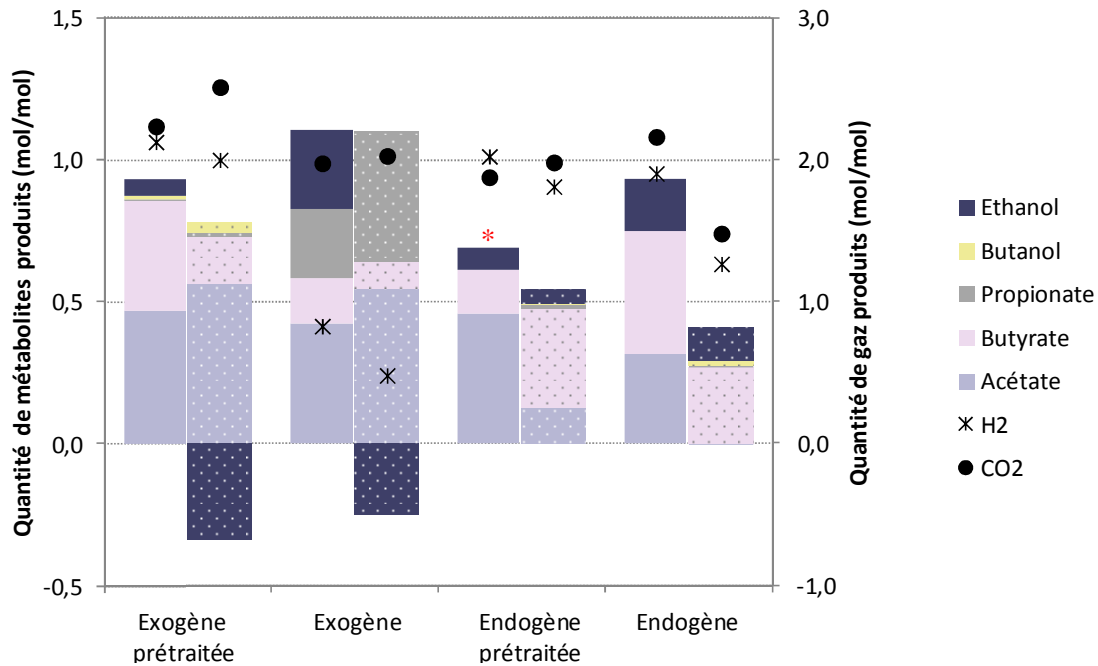 1,5
1,0
0,5
0,0
-0,5
Quantité de métabolites produits (mol/mol)
3,0
2,0
1,0
0,0
-1,0
Quantité de gaz produits (mol/mol)
*
Exogène
prétraitée
Exogène
Endogène
prétraitée
Endogène
Ethanol
Butanol
Propionate
Butyrate
Acétate
H2
CO2